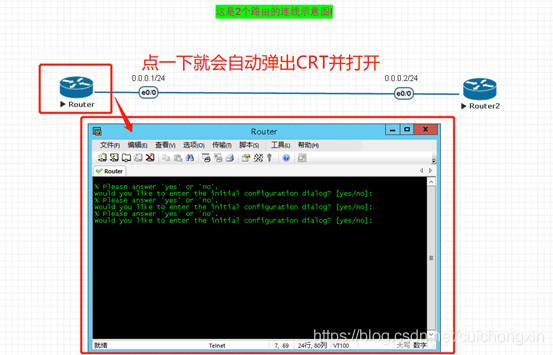 这是2个路由的连线示意图!
点一下就会自动弹出CRT并打开
0.0.0.1/24
0.0.0.2/24
e0/0
e0/0
Router
Router2
Router
文件(F) 编辑(E) 查看(V) 选项(O) 传输(T) 脚本(S) 工具(L) 帮助(H)
Router
% Please answer 'yes' or 'no'.
Would you like to enter the initial configuration dialog? [yes/no]:
% Please answer 'yes' or 'no'.
Would you like to enter the initial configuration dialog? [yes/no]:
% Please answer 'yes' or 'no'.
Would you like to enter the initial configuration dialog? [yes/no]:
就绪 Telnet 7, 69 24行, 80列 VT100 大写 数字
https://blog.csdn.net/cuichongxin